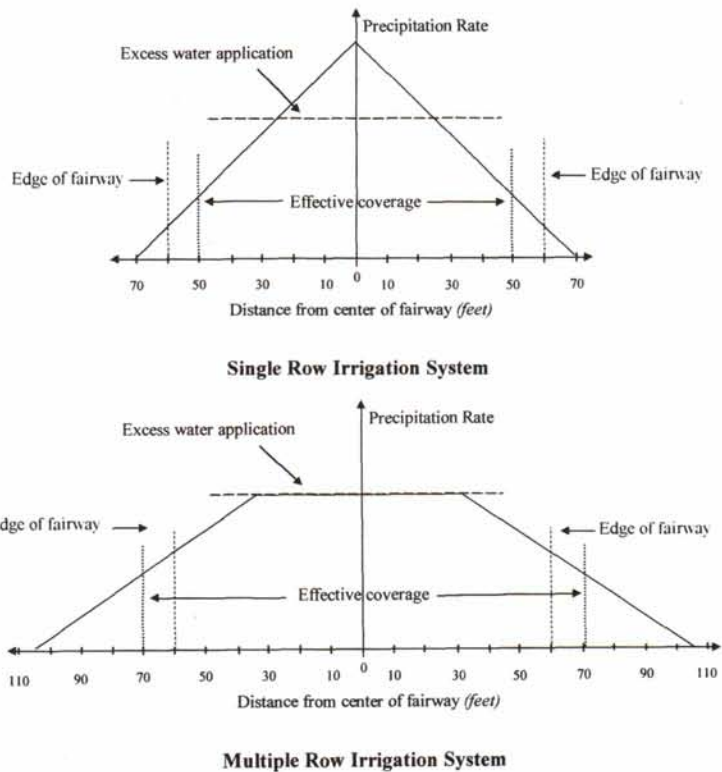 Precipitation Rate
Excess water application
Edge of fairway
Edge of fairway
Effective coverage
70 50 30 10 0 10 30 50 70
Distance from center of fairway (feet)
Single Row Irrigation System
Precipitation Rate
Excess water application
dge of fairway
Edge of fairway
Effective coverage
110 90 70 50 30 10 0 10 30 50 70 90 110
Distance from center of fairway (feet)
Multiple Row Irrigation System